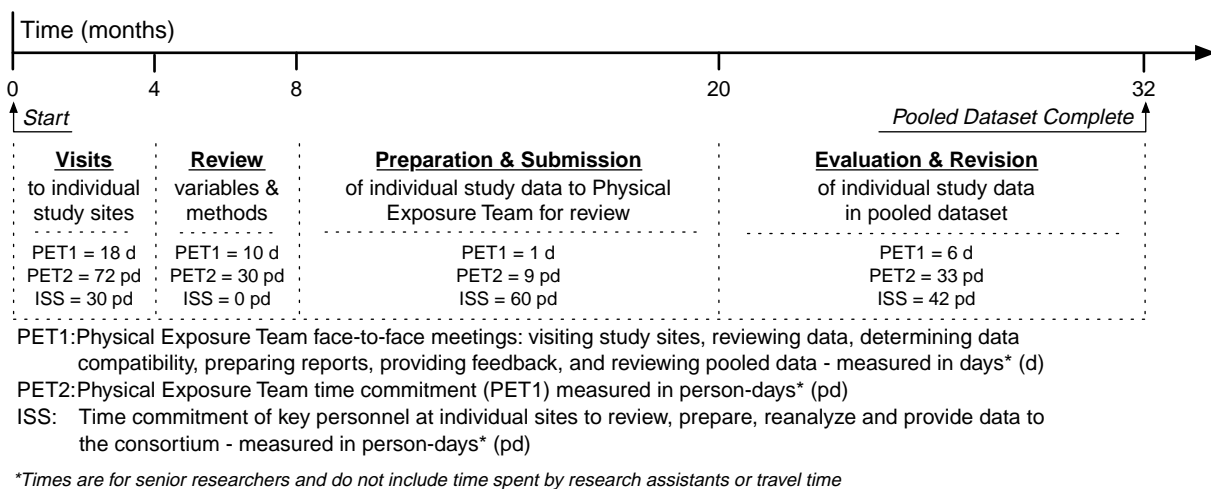 Time (months)
0 4 8 20 32
Start Pooled Dataset Complete
Visits
to individual
study sites
PET1 = 18 d
PET2 = 72 pd
ISS = 30 pd
Review
variables &
methods
PET1 = 10 d
PET2 = 30 pd
ISS = 0 pd
Preparation & Submission
of individual study data to Physical
Exposure Team for review
PET1 = 1 d
PET2 = 9 pd
ISS = 60 pd
Evaluation & Revision
of individual study data
in pooled dataset
PET1 = 6 d
PET2 = 33 pd
ISS = 42 pd
PET1:Physical Exposure Team face-to-face meetings: visiting study sites, reviewing data, determining data
compatibility, preparing reports, providing feedback, and reviewing pooled data - measured in days* (d)
PET2:Physical Exposure Team time commitment (PET1) measured in person-days* (pd)
ISS: Time commitment of key personnel at individual sites to review, prepare, reanalyze and provide data to
the consortium - measured in person-days* (pd)
*Times are for senior researchers and do not include time spent by research assistants or travel time